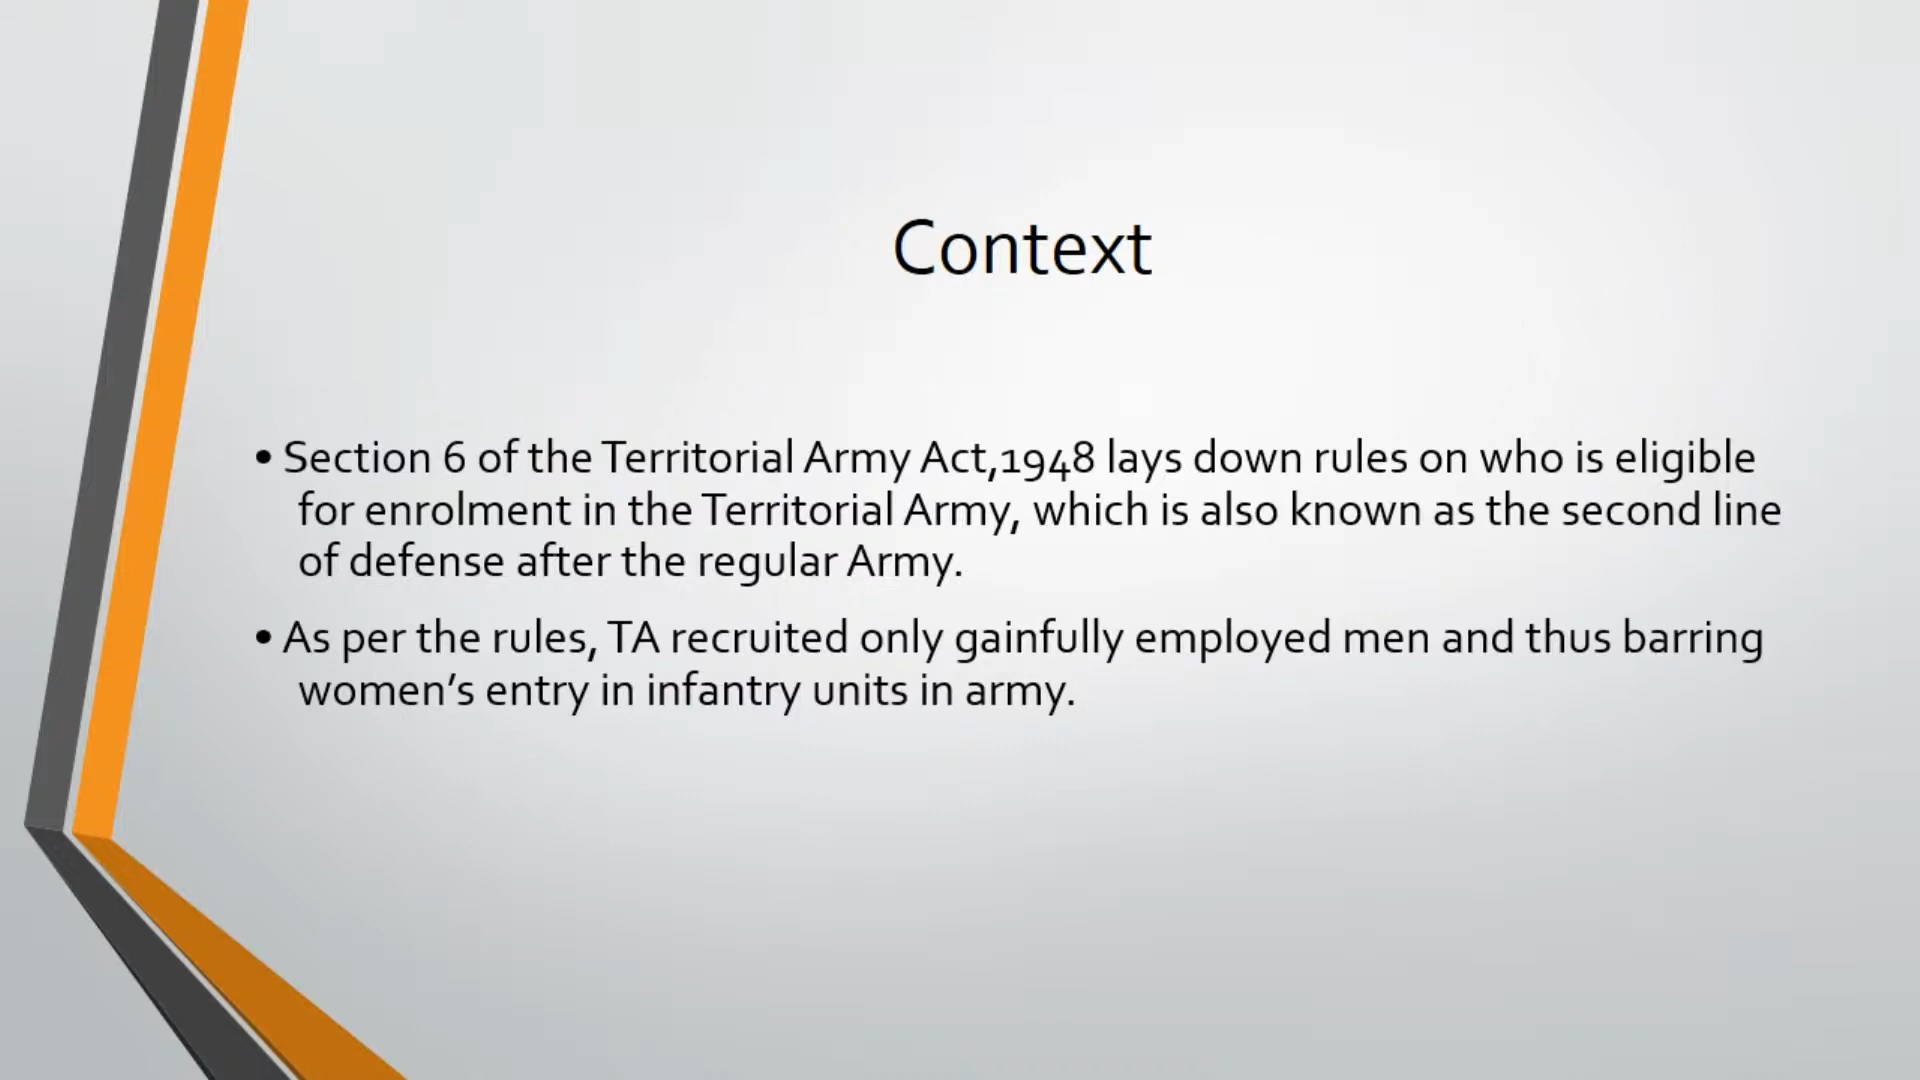 Context
• Section 6 of the Territorial Army Act,1948 lays down rules on who is eligible
for enrolment in the Territorial Army, which is also known as the second line
of defense after the regular Army.
• As per the rules, TA recruited only gainfully employed men and thus barring
women’s entry in infantry units in army.